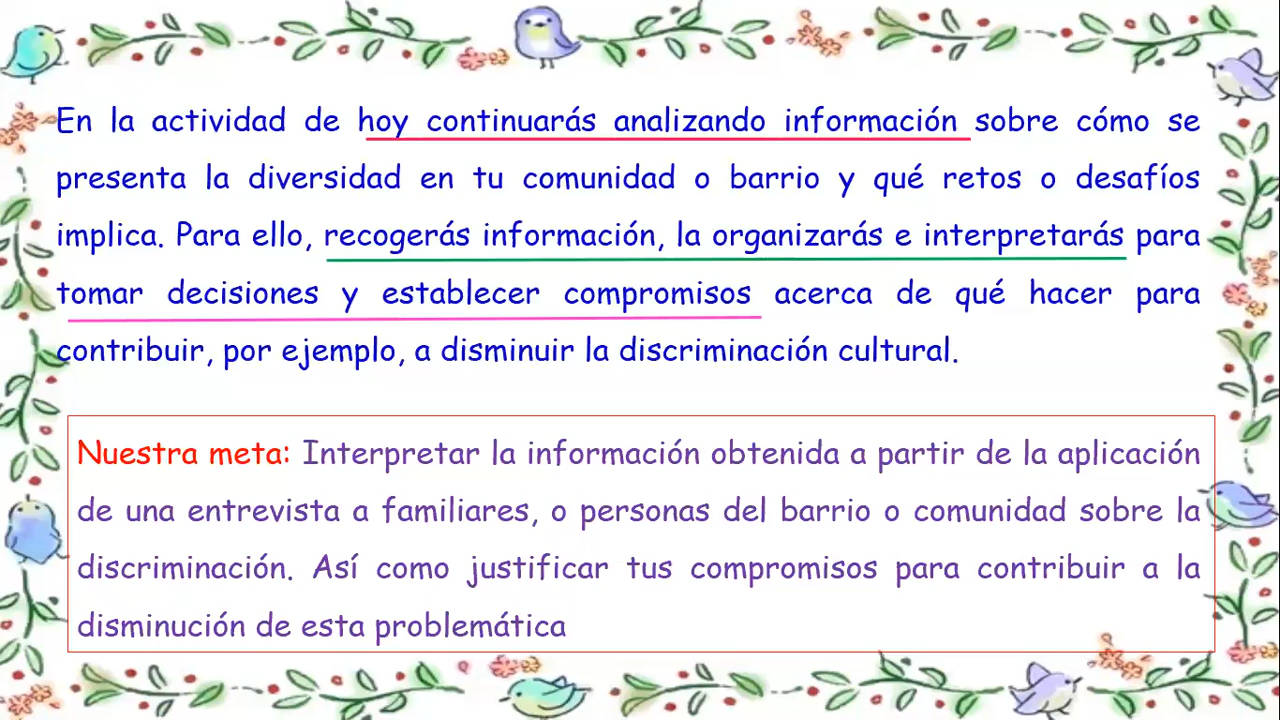 En la actividad de hoy continuarás analizando información sobre cómo se
presenta la diversidad en tu comunidad o barrio y qué retos o desafíos
implica. Para ello, recogerás información, la organizarás e interpretarás para
tomar decisiones y establecer compromisos acerca de qué hacer para
contribuir, por ejemplo, a disminuir la discriminación cultural.
Nuestra meta: Interpretar la información obtenida a partir de la aplicación
de una entrevista a familiares, o personas del barrio o comunidad sobre la
discriminación. Así como justificar tus compromisos para contribuir a la
disminución de esta problemática